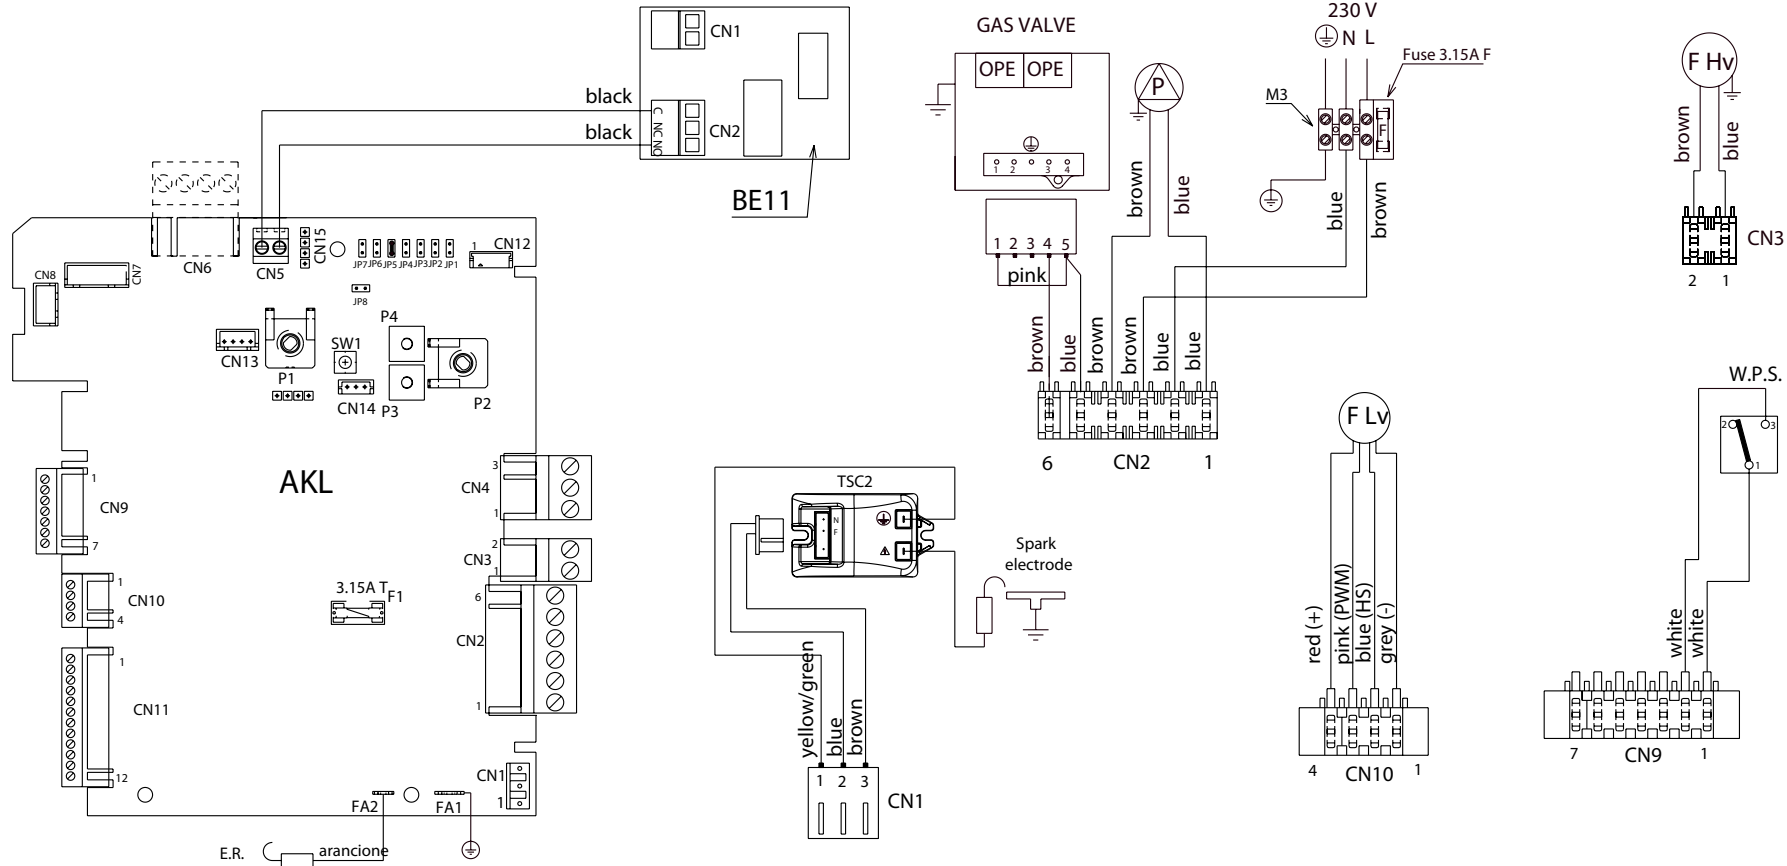 CN1
black
black
C NC NO
CN2
BE11
GAS VALVE
OPE OPE
1 2 3 4
P
230 V
N L
Fuse 3.15A F
M3
F
brown
blue
blue
brown
F Hv
brown
blue
CN3
2 1
1 2 3 4 5
pink
brown
blue
brown
brown
blue
blue
6 CN2 1
CN6
CN5
CN15
JP7 JP6 JP5 JP4 JP3 JP2 JP1
1 CN12
JP8
CN8
CN7
CN13
P1
SW1
CN14
P4
P3
P2
AKL
1
CN9
7
1
CN10
4
1
CN11
12
3
CN4
1
2
CN3
1
6
CN2
1
3.15A T
F1
CN1
1
FA2
FA1
E.R.
arancione
TSC2
N
F
Spark
electrode
yellow/green
blue
brown
1 2 3
CN1
F Lv
red (+)
pink (PWM)
blue (HS)
grey (-)
4 CN10 1
W.P.S.
2 3
1
white
white
7 CN9 1